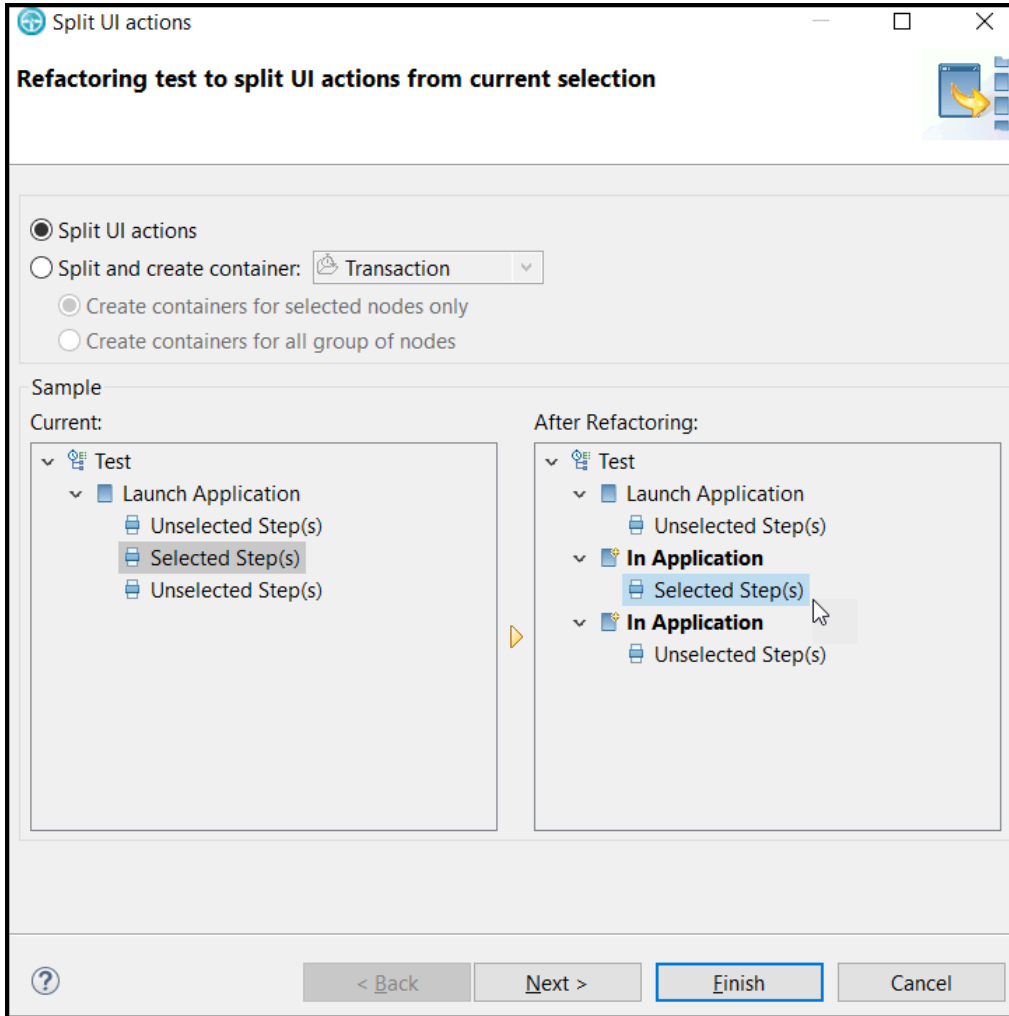 Split UI actions
Refactoring test to split UI actions from current selection
Split UI actions
Split and create container: Transaction
Create containers for selected nodes only
Create containers for all group of nodes
Sample
Current:
Test
Launch Application
Unselected Step(s)
Selected Step(s)
Unselected Step(s)
After Refactoring:
Test
Launch Application
Unselected Step(s)
In Application
Selected Step(s)
In Application
Unselected Step(s)
< Back Next > Finish Cancel